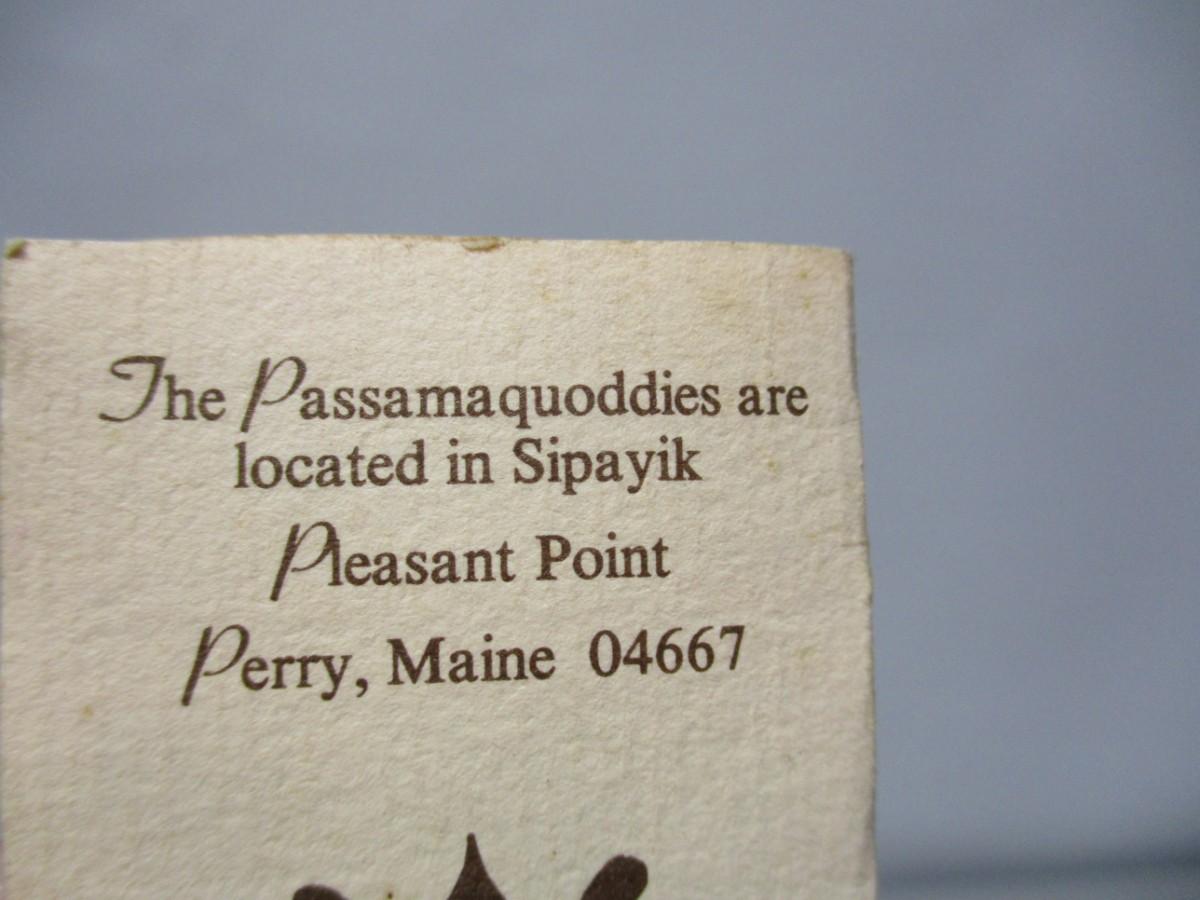 The Passamaquoddies are
located in Sipayik
Pleasant Point
Perry, Maine 04667